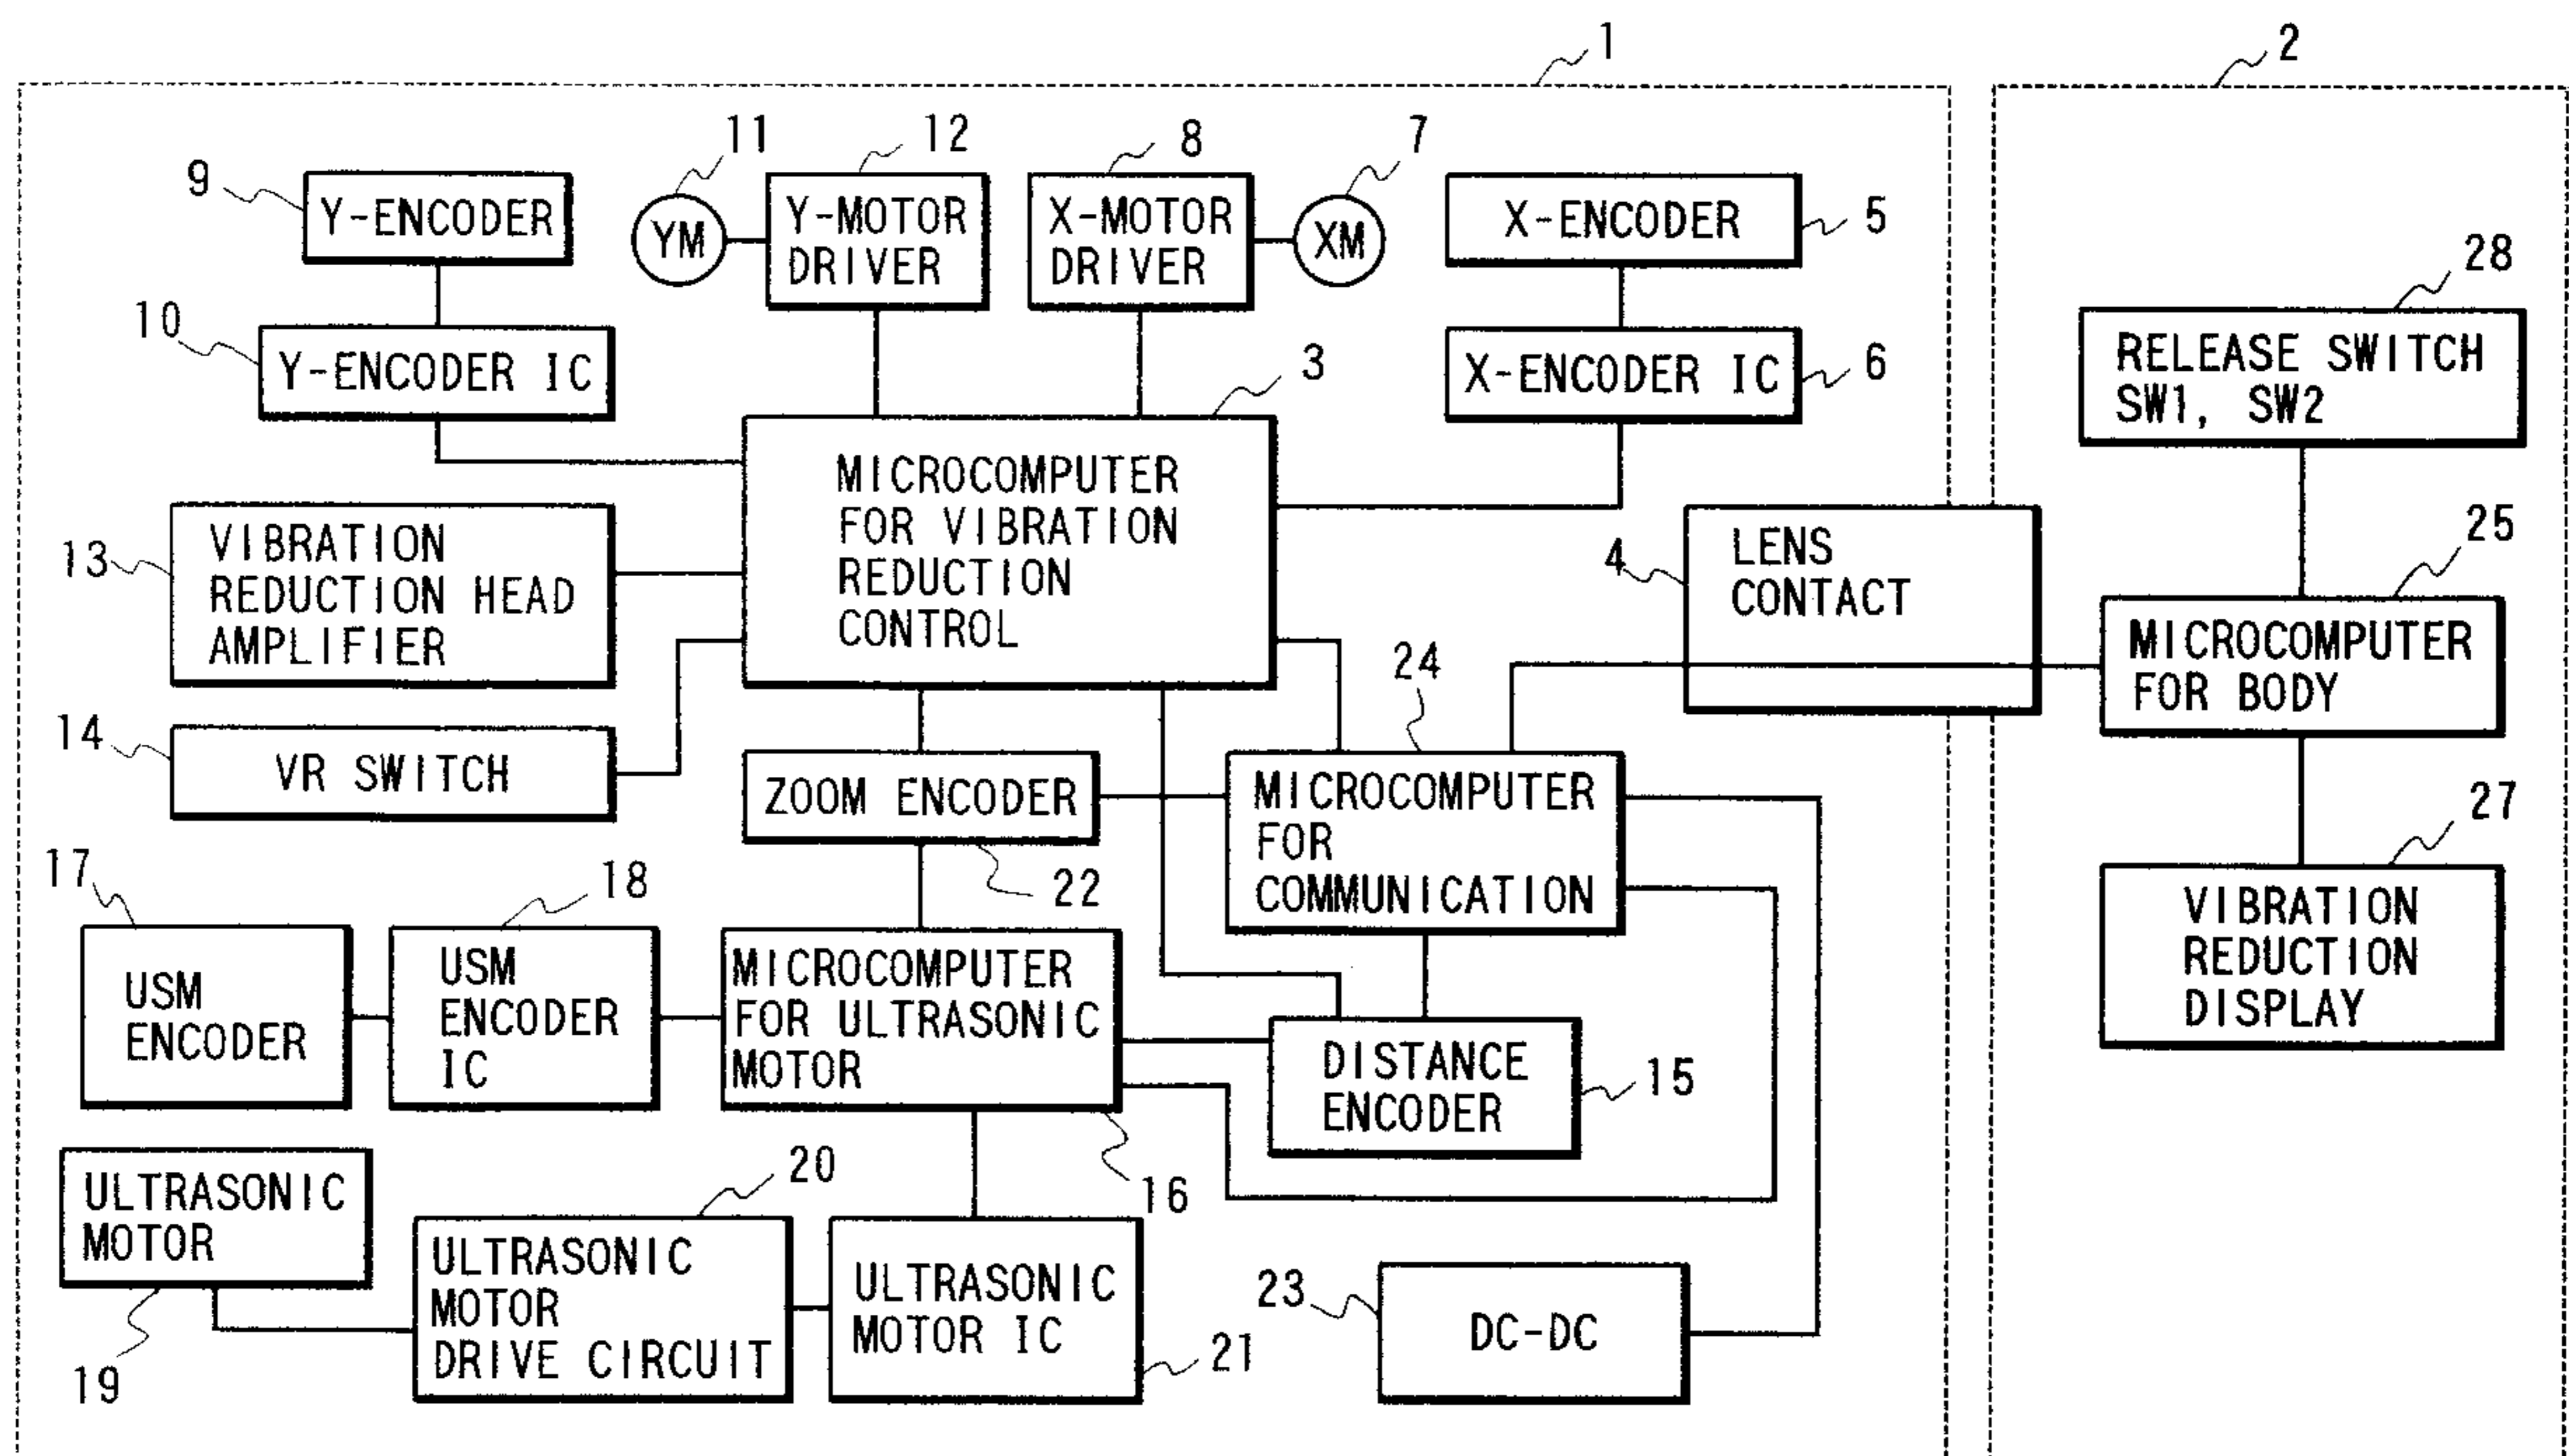 1
2
11
12
8
7
9
Y-ENCODER
YM
Y-MOTOR
DRIVER
X-MOTOR
DRIVER
XM
X-ENCODER
5
28
10
Y-ENCODER IC
3
X-ENCODER IC
6
RELEASE SWITCH
SW1, SW2
13
VIBRATION
REDUCTION HEAD
AMPLIFIER
MICROCOMPUTER
FOR VIBRATION
REDUCTION
CONTROL
4
LENS
CONTACT
25
MICROCOMPUTER
FOR BODY
14
VR SWITCH
24
ZOOM ENCODER
22
MICROCOMPUTER
FOR
COMMUNICATION
27
VIBRATION
REDUCTION
DISPLAY
17
USM
ENCODER
18
USM
ENCODER
IC
MICROCOMPUTER
FOR ULTRASONIC
MOTOR
16
DISTANCE
ENCODER
15
ULTRASONIC
MOTOR
19
20
ULTRASONIC
MOTOR
DRIVE CIRCUIT
ULTRASONIC
MOTOR IC
21
23
DC-DC